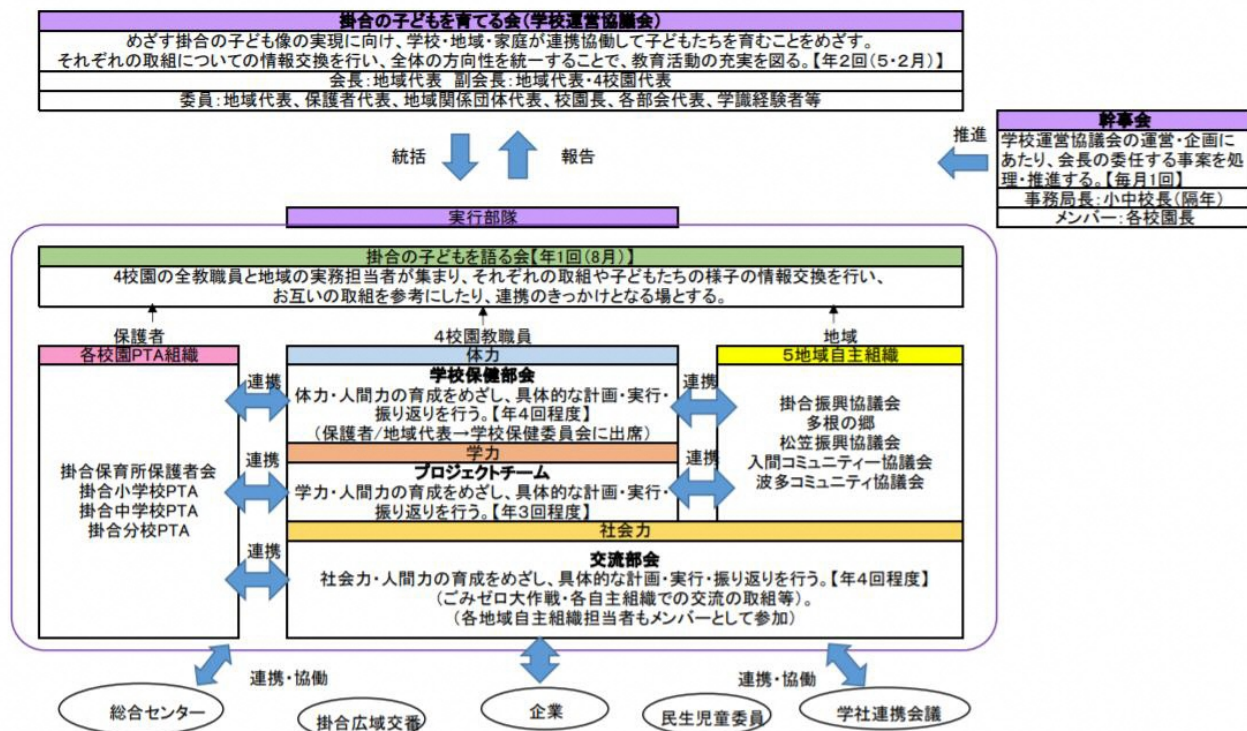 掛合の子どもを育てる会(学校運営協議会)
めざす掛合の子ども像の実現に向け、学校・地域・家庭が連携協働して子どもたちを育むことをめざす。
それぞれの取組についての情報交換を行い、全体の方向性を統一することで、教育活動の充実を図る。【年2回(5・2月)】
会長:地域代表 副会長:地域代表・4校園代表
委員:地域代表、保護者代表、地域関係団体代表、校園長、各部会代表、学識経験者等
統括
報告
推進
幹事会
学校運営協議会の運営・企画に
あたり、会長の委任する事案を処
理・推進する。【毎月1回】
事務局長:小中校長(隔年)
メンバー:各校園長
実行部隊
掛合の子どもを語る会【年1回(8月)】
4校園の全教職員と地域の実務担当者が集まり、それぞれの取組や子どもたちの様子の情報交換を行い、
お互いの取組を参考にしたり、連携のきっかけとなる場とする。
保護者
4校園教職員
地域
各校園PTA組織
掛合保育所保護者会
掛合小学校PTA
掛合中学校PTA
掛合分校PTA
連携
連携
連携
体力
学校保健部会
体力・人間力の育成をめざし、具体的な計画・実行・
振り返りを行う。【年4回程度】
(保護者/地域代表→学校保健委員会に出席)
学力
プロジェクトチーム
学力・人間力の育成をめざし、具体的な計画・実行・
振り返りを行う。【年3回程度】
社会力
交流部会
社会力・人間力の育成をめざし、具体的な計画・実行・振り返りを行う。【年4回程度】
(ごみゼロ大作戦・各自主組織での交流の取組等)。
(各地域自主組織担当者もメンバーとして参加)
連携
連携
5地域自主組織
掛合振興協議会
多根の郷
松笠振興協議会
入間コミュニティー協議会
波多コミュニティ協議会
連携・協働
連携・協働
総合センター
掛合広域交番
企業
民生児童委員
学社連携会議